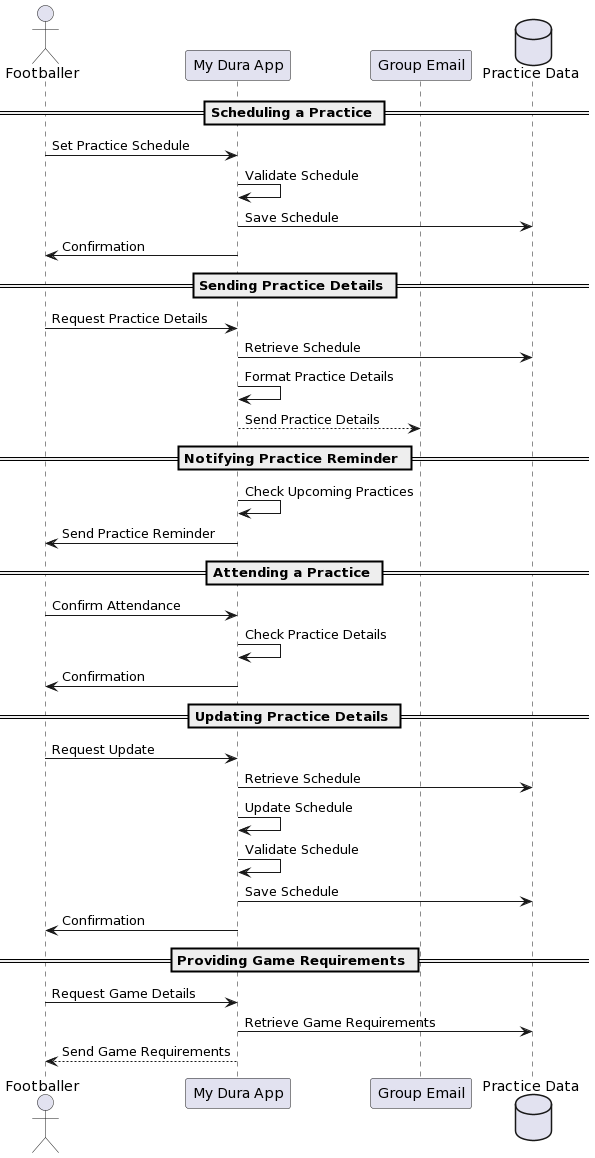 Footballer
My Dura App
Group Email
Practice Data
Scheduling a Practice
Set Practice Schedule
Validate Schedule
Save Schedule
Confirmation
Sending Practice Details
Request Practice Details
Retrieve Schedule
Format Practice Details
Send Practice Details
Notifying Practice Reminder
Check Upcoming Practices
Send Practice Reminder
Attending a Practice
Confirm Attendance
Check Practice Details
Confirmation
Updating Practice Details
Request Update
Retrieve Schedule
Update Schedule
Validate Schedule
Save Schedule
Confirmation
Providing Game Requirements
Request Game Details
Retrieve Game Requirements
Send Game Requirements
Footballer
My Dura App
Group Email
Practice Data